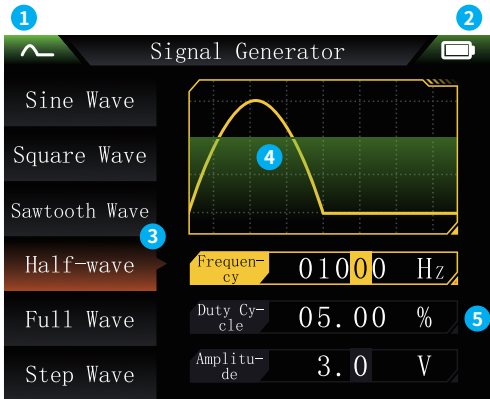 1
2
Signal Generator
Sine Wave
Square Wave
Sawtooth Wave
3
Half-wave
Full Wave
Step Wave
4
Frequen-
cy
01000 Hz
Duty Cy-
cle
05.00 %
5
Amplitu-
de
3.0 V